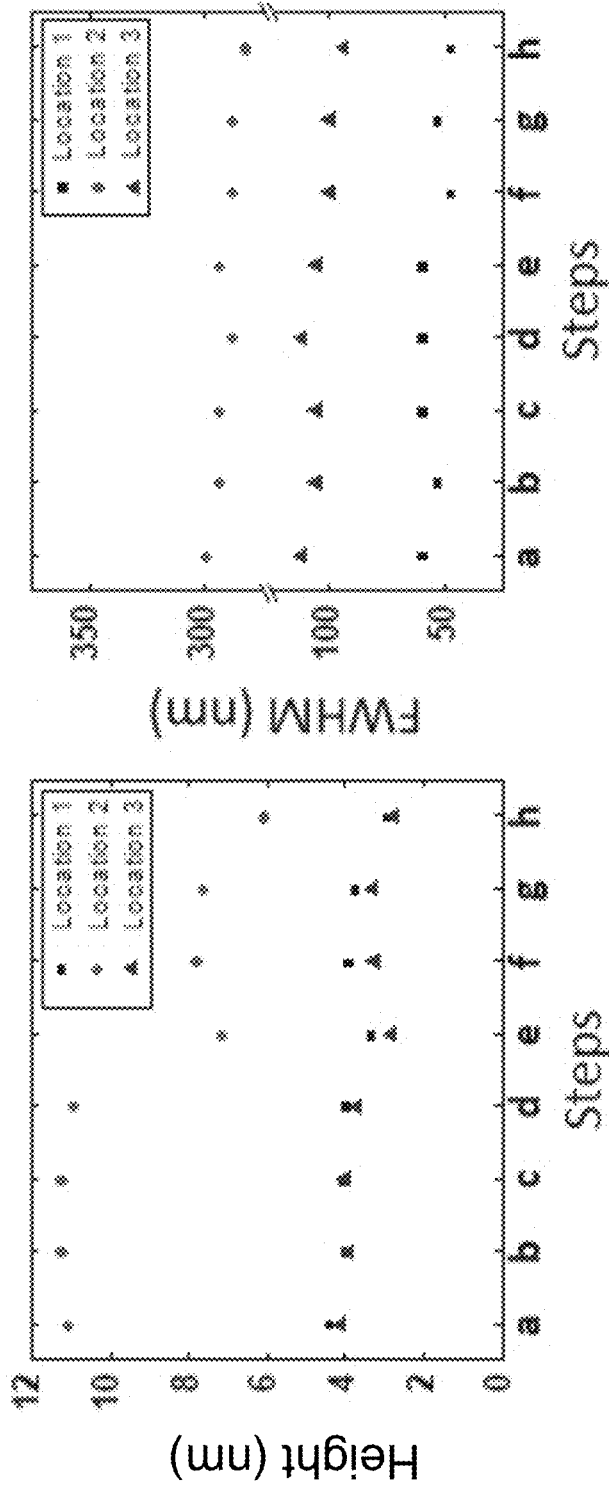 Height (nm)
12
10
8
6
4
2
0
Location 1
Location 2
Location 3
a b c d e f g h
Steps
FWHM (nm)
350
300
100
50
Location 1
Location 2
Location 3
a b c d e f g h
Steps